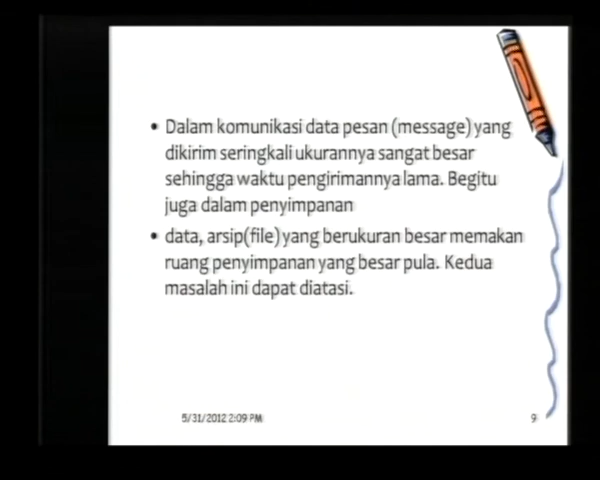 • Dalam komunikasi data pesan (message) yang
dikirim seringkali ukurannya sangat besar
sehingga waktu pengirimannya lama. Begitu
juga dalam penyimpanan
• data, arsip(file) yang berukuran besar memakan
ruang penyimpanan yang besar pula. Kedua
masalah ini dapat diatasi.
5/31/2012 2:09 PM
9